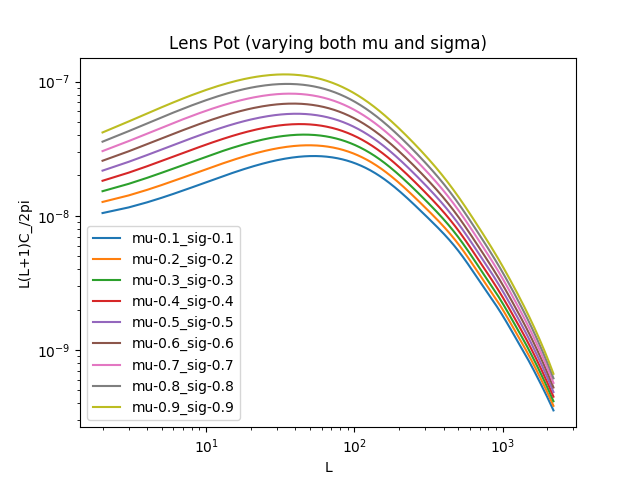 Lens Pot (varying both mu and sigma)
10⁻⁷
10⁻⁸
10⁻⁹
L(L+1)C_/2pi
mu-0.1_sig-0.1
mu-0.2_sig-0.2
mu-0.3_sig-0.3
mu-0.4_sig-0.4
mu-0.5_sig-0.5
mu-0.6_sig-0.6
mu-0.7_sig-0.7
mu-0.8_sig-0.8
mu-0.9_sig-0.9
10¹ 10² 10³
L